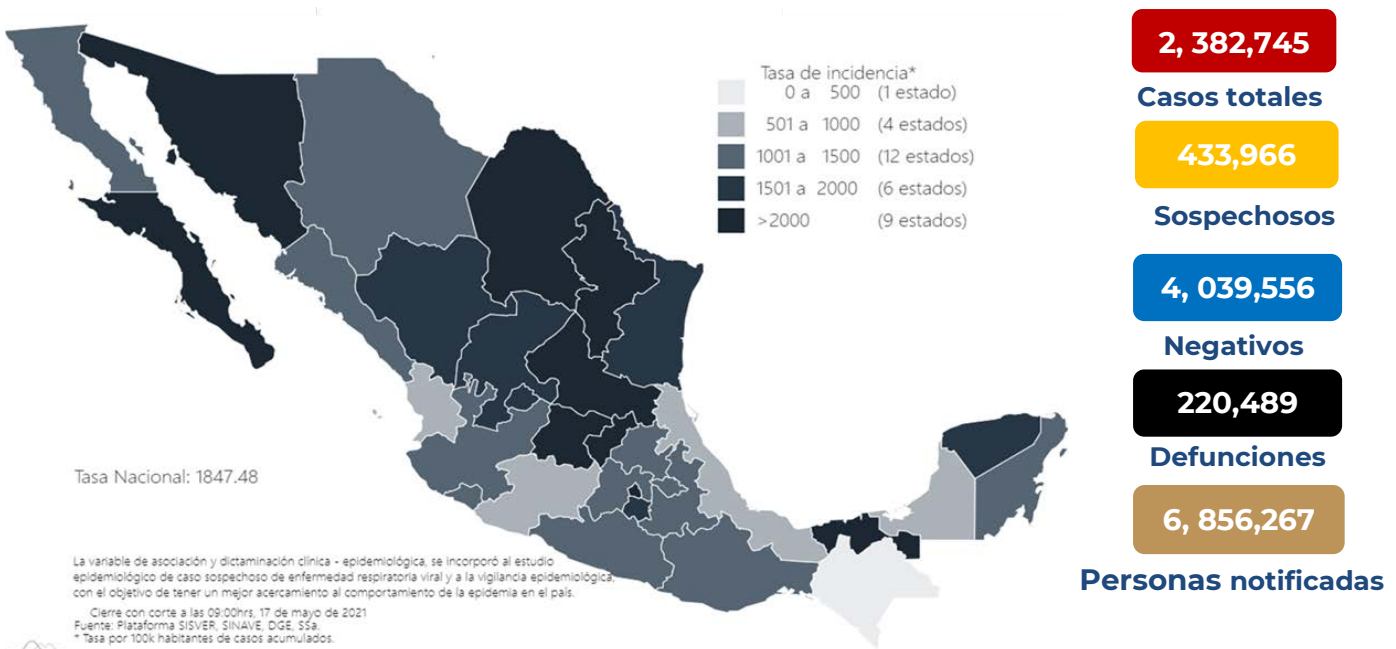 Tasa de incidencia*
0 a 500 (1 estado)
501 a 1000 (4 estados)
1001 a 1500 (12 estados)
1501 a 2000 (6 estados)
>2000 (9 estados)
Tasa Nacional: 1847.48
La variable de asociación y dictaminación clínica - epidemiológica, se incorporó al estudio
epidemiológico de caso sospechoso de enfermedad respiratoria viral y a la vigilancia epidemiológica,
con el objetivo de tener un mejor acercamiento al comportamiento de la epidemia en el país.
Cierre con corte a las 09:00hrs, 17 de mayo de 2021
Fuente: Plataforma SISVER, SINAVE, DGE, SSa.
* Tasa por 100k habitantes de casos acumulados.
2, 382,745
Casos totales
433,966
Sospechosos
4, 039,556
Negativos
220,489
Defunciones
6, 856,267
Personas notificadas